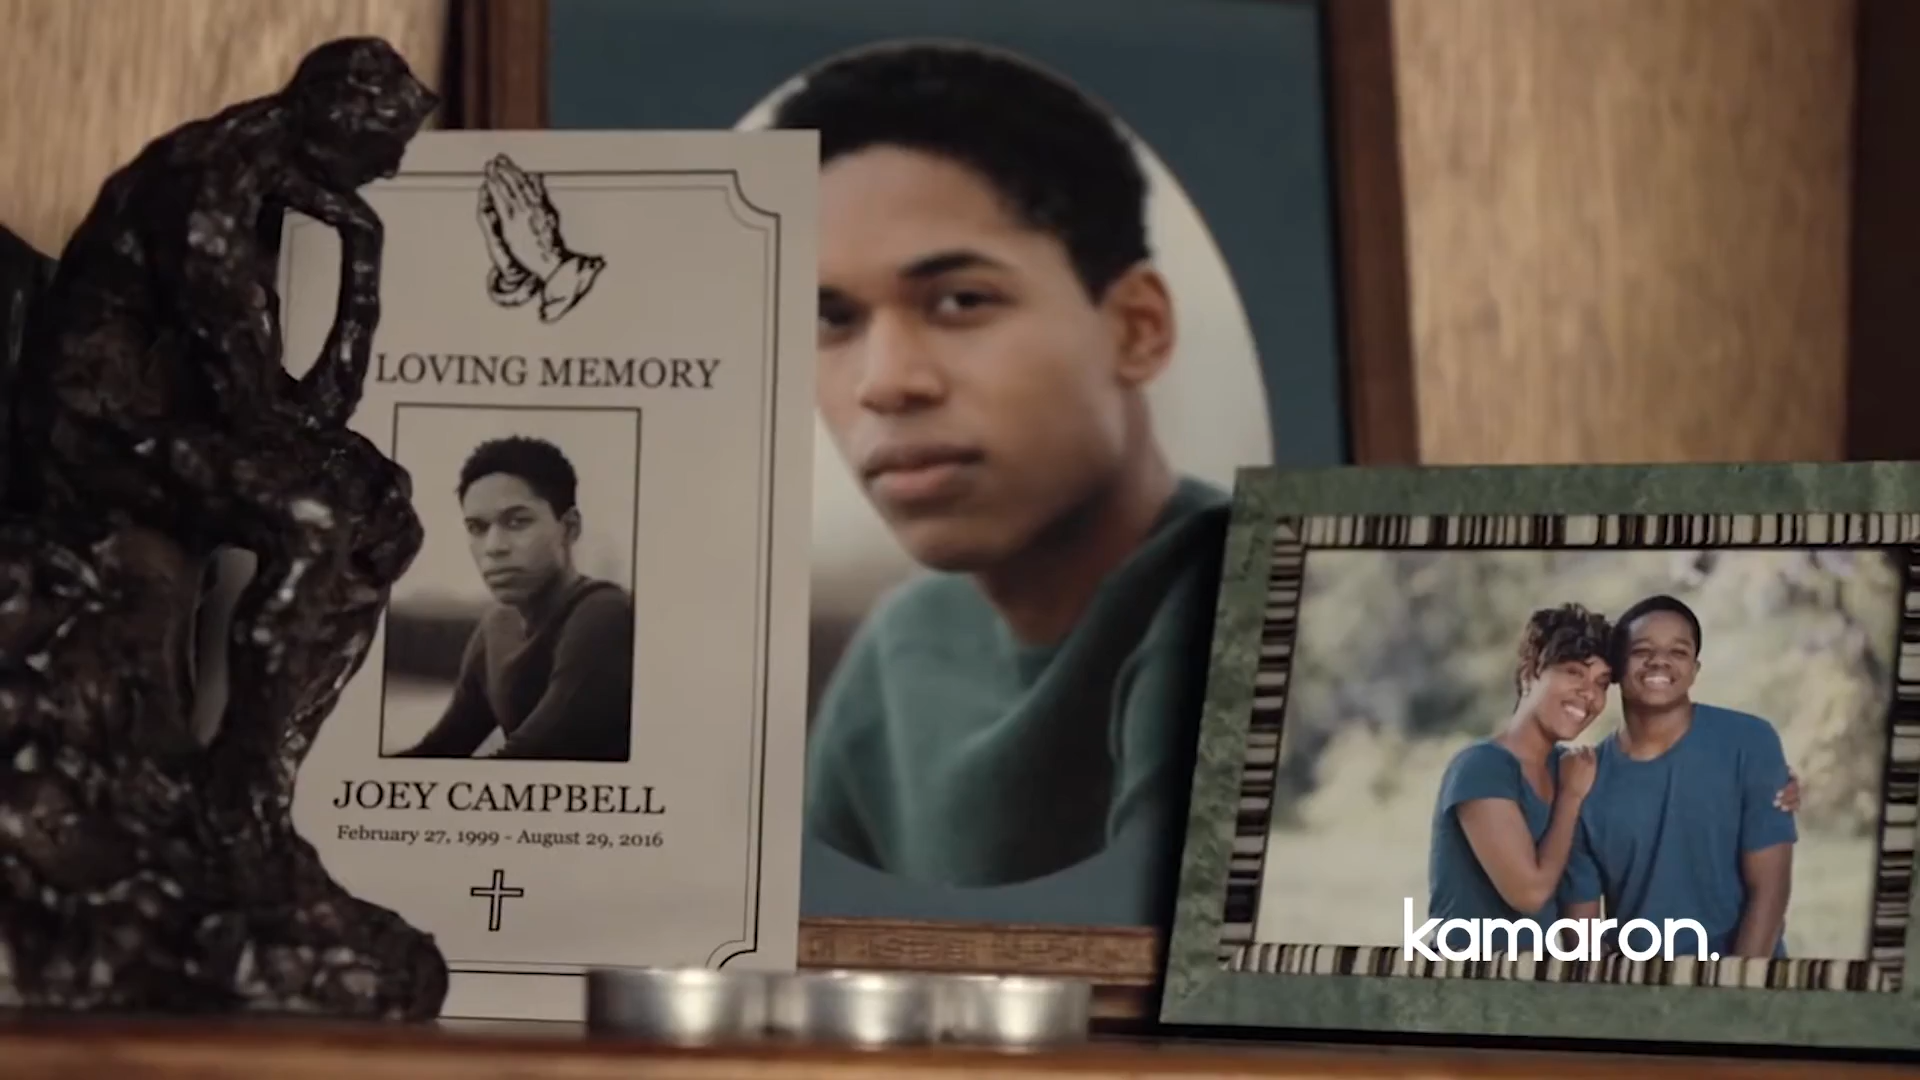 LOVING MEMORY
JOEY CAMPBELL
February 27, 1999 - August 29, 2016
kamaron.